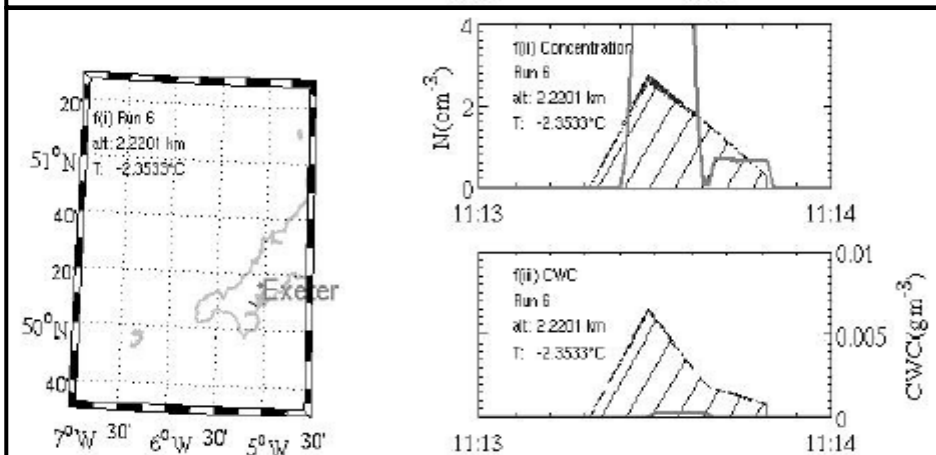 f(i) Run 6
alt: 2.2201 km
T: -2.3533°C
20'
51°N
40'
20'
50°N
40'
7°W 30' 6°W 30' 5°W 30'
Exeter
f(ii) Concentration
Run 6
alt: 2.2201 km
T: -2.3533°C
N(cm-3)
4
2
0
11:13 11:14
f(iii) CWC
Run 6
alt: 2.2201 km
T: -2.3533°C
0.01
0.005
0
CWC(gm-3)
11:13 11:14